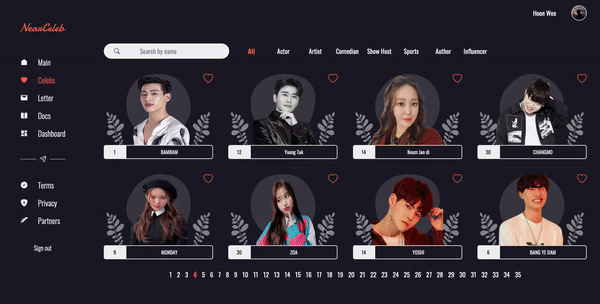 Hoon Wee
NearCeleb
Search by name
All Actor Artist Comedian Show Host Sports Author Influencer
Main
Celebs
Letter
Docs
Dashboard
Terms
Privacy
Partners
Sign out
1 BAMBAM
12 Young Tak
14 Keum Jan di
30 CHANGMO
9 MONDAY
30 ZOA
14 YOSHI
6 BANG YE DAM
1 2 3 4 5 6 7 8 9 10 11 12 13 14 15 16 17 18 19 20 21 22 23 24 25 26 27 28 29 30 31 32 33 34 35